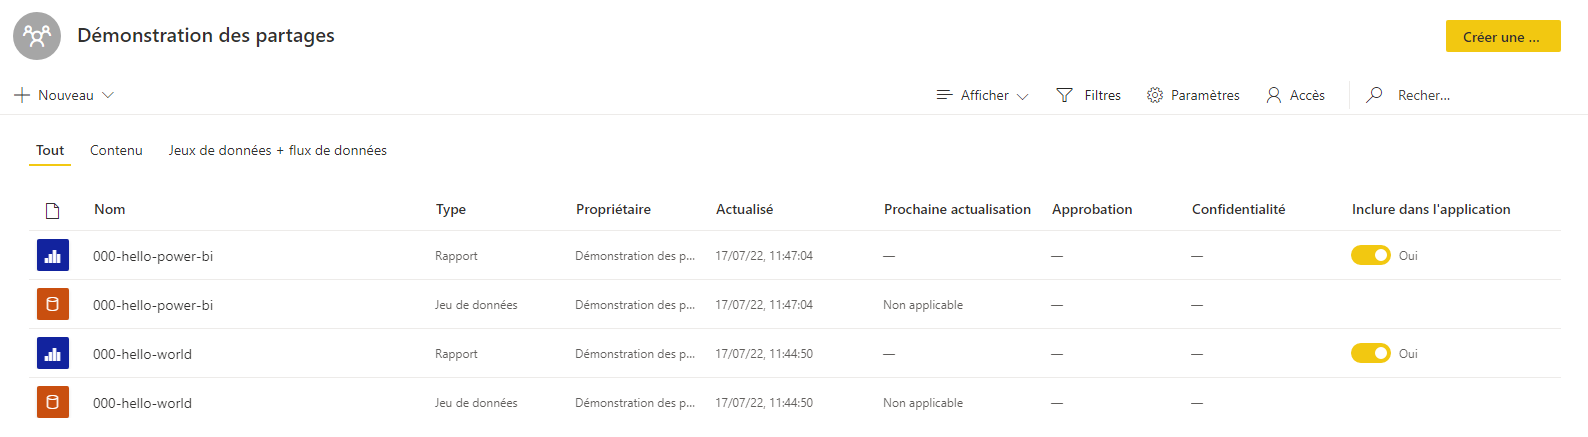 Démonstration des partages
Créer une ...
Nouveau
Afficher Filtres Paramètres Accès Recher...
Tout Contenu Jeux de données + flux de données
Nom Type Propriétaire Actualisé Prochaine actualisation Approbation Confidentialité Inclure dans l'application
000-hello-power-bi Rapport Démonstration des p... 17/07/22, 11:47:04 — — — Oui
000-hello-power-bi Jeu de données Démonstration des p... 17/07/22, 11:47:04 Non applicable — —
000-hello-world Rapport Démonstration des p... 17/07/22, 11:44:50 — — — Oui
000-hello-world Jeu de données Démonstration des p... 17/07/22, 11:44:50 Non applicable — —